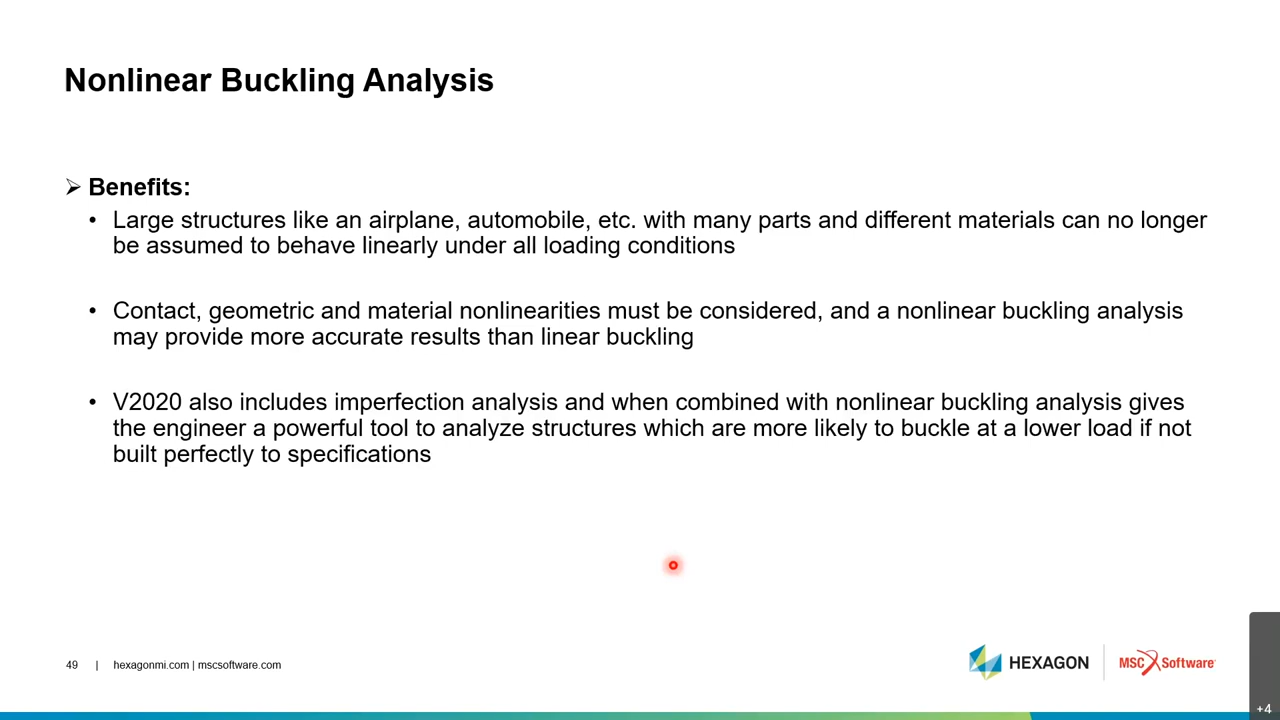 Nonlinear Buckling Analysis
➢ Benefits:
• Large structures like an airplane, automobile, etc. with many parts and different materials can no longer
be assumed to behave linearly under all loading conditions
• Contact, geometric and material nonlinearities must be considered, and a nonlinear buckling analysis
may provide more accurate results than linear buckling
• V2020 also includes imperfection analysis and when combined with nonlinear buckling analysis gives
the engineer a powerful tool to analyze structures which are more likely to buckle at a lower load if not
built perfectly to specifications
49 | hexagonmi.com | mscsoftware.com
HEXAGON | MSC Software
+4